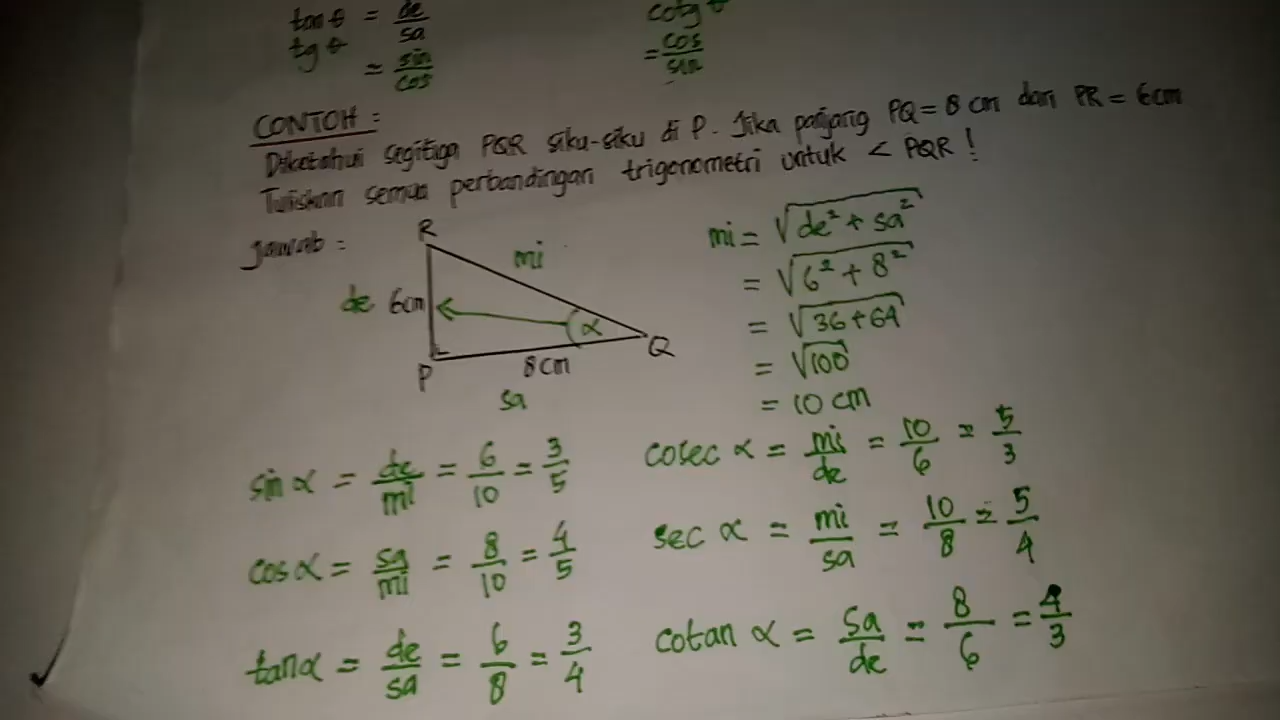 tan θ = de/sa
cotg θ
tg θ = sin/cos
= cos/sin
CONTOH :
Diketahui segitiga PQR siku-siku di P. Jika panjang PQ = 8 cm dan PR = 6 cm
Tuliskan semua perbandingan trigonometri untuk < PQR !
Jawab :
R
mi
de 6cm
α
Q
P
8 cm
sa
mi = √(de² + sa²)
= √(6² + 8²)
= √(36 + 64)
= √100
= 10 cm
sin α = de/mi = 6/10 = 3/5
cos α = sa/mi = 8/10 = 4/5
tan α = de/sa = 6/8 = 3/4
cosec α = mi/de = 10/6 = 5/3
sec α = mi/sa = 10/8 = 5/4
cotan α = sa/de = 8/6 = 4/3